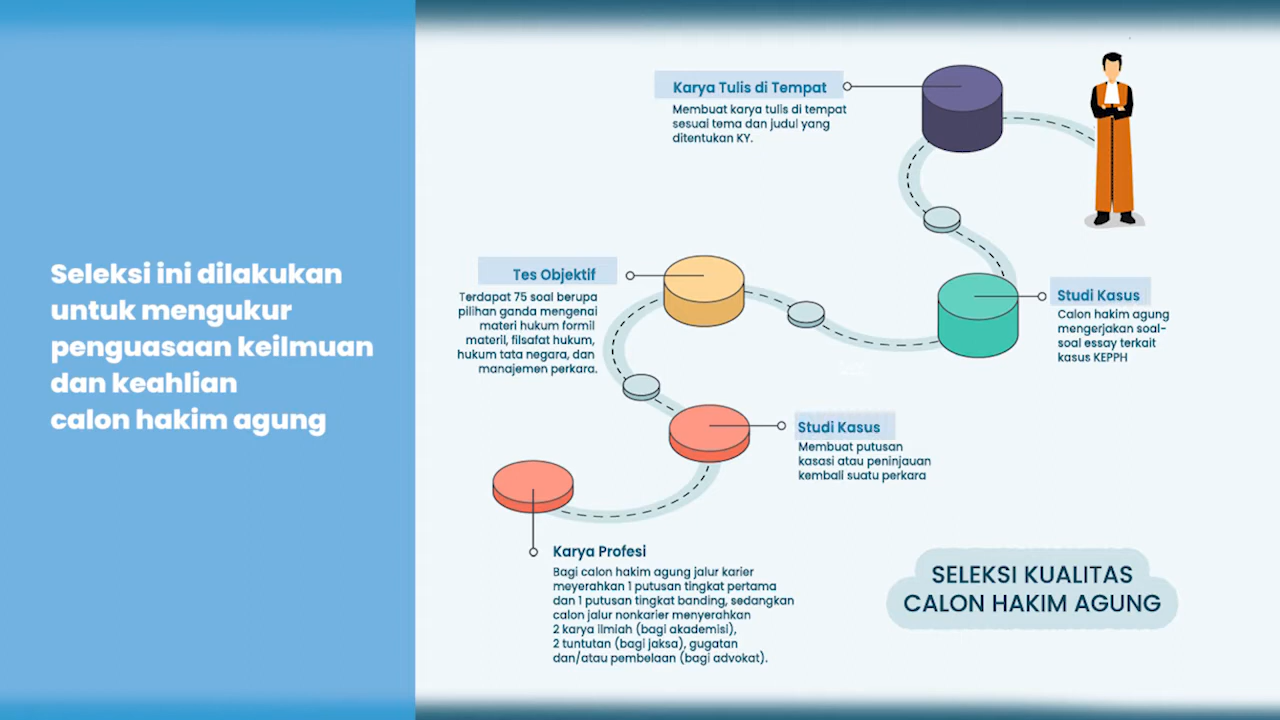 Seleksi ini dilakukan
untuk mengukur
penguasaan keilmuan
dan keahlian
calon hakim agung
Karya Tulis di Tempat
Membuat karya tulis di tempat
sesuai tema dan judul yang
ditentukan KY.
Tes Objektif
Terdapat 75 soal berupa
pilihan ganda mengenai
materi hukum formil
materil, filsafat hukum,
hukum tata negara, dan
manajemen perkara.
Studi Kasus
Calon hakim agung
mengerjakan soal-
soal essay terkait
kasus KEPPH
Studi Kasus
Membuat putusan
kasasi atau peninjauan
kembali suatu perkara
Karya Profesi
Bagi calon hakim agung jalur karier
meyerahkan 1 putusan tingkat pertama
dan 1 putusan tingkat banding, sedangkan
calon jalur nonkarier menyerahkan
2 karya ilmiah (bagi akademisi),
2 tuntutan (bagi jaksa), gugatan
dan/atau pembelaan (bagi advokat).
SELEKSI KUALITAS
CALON HAKIM AGUNG